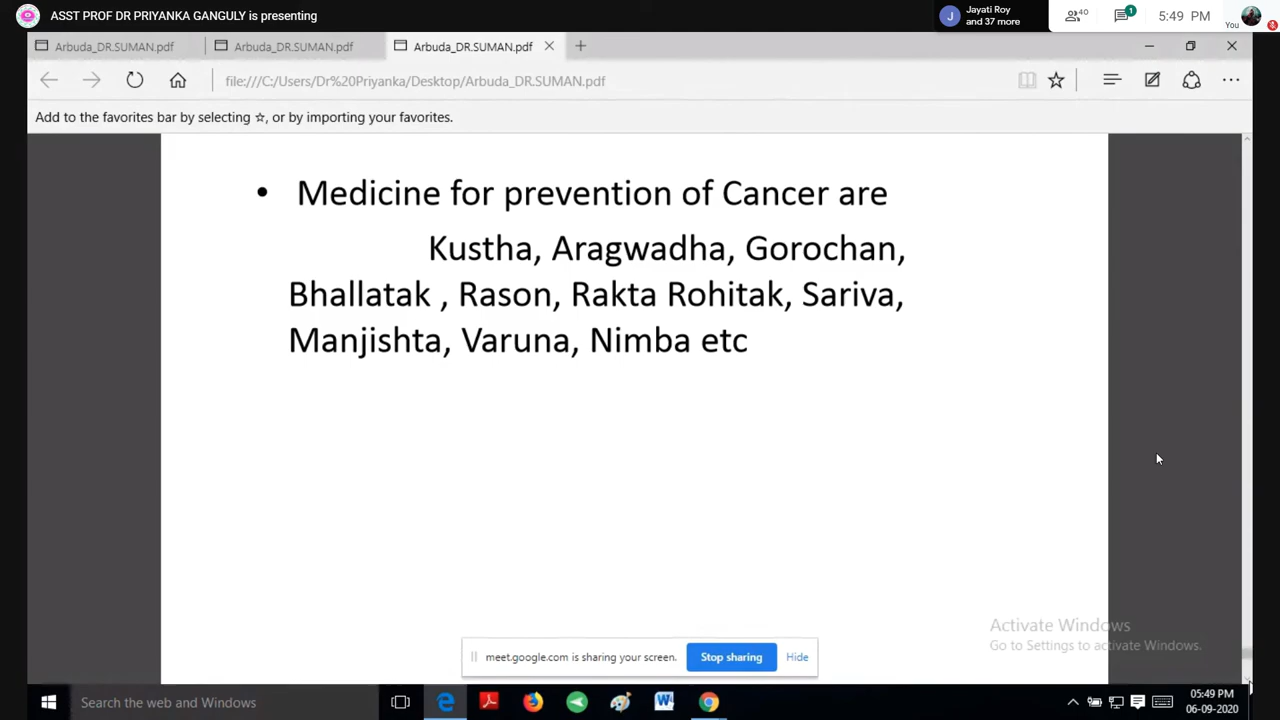 ASST PROF DR PRIYANKA GANGULY is presenting
J Jayati Roy and 37 more
40
1
5:49 PM
You
Arbuda_DR.SUMAN.pdf
Arbuda_DR.SUMAN.pdf
Arbuda_DR.SUMAN.pdf
file:///C:/Users/Dr%20Priyanka/Desktop/Arbuda_DR.SUMAN.pdf
Add to the favorites bar by selecting ☆, or by importing your favorites.
• Medicine for prevention of Cancer are
Kustha, Aragwadha, Gorochan,
Bhallatak , Rason, Rakta Rohitak, Sariva,
Manjishta, Varuna, Nimba etc
Activate Windows
Go to Settings to activate Windows.
meet.google.com is sharing your screen. Stop sharing Hide
Search the web and Windows
05:49 PM
06-09-2020